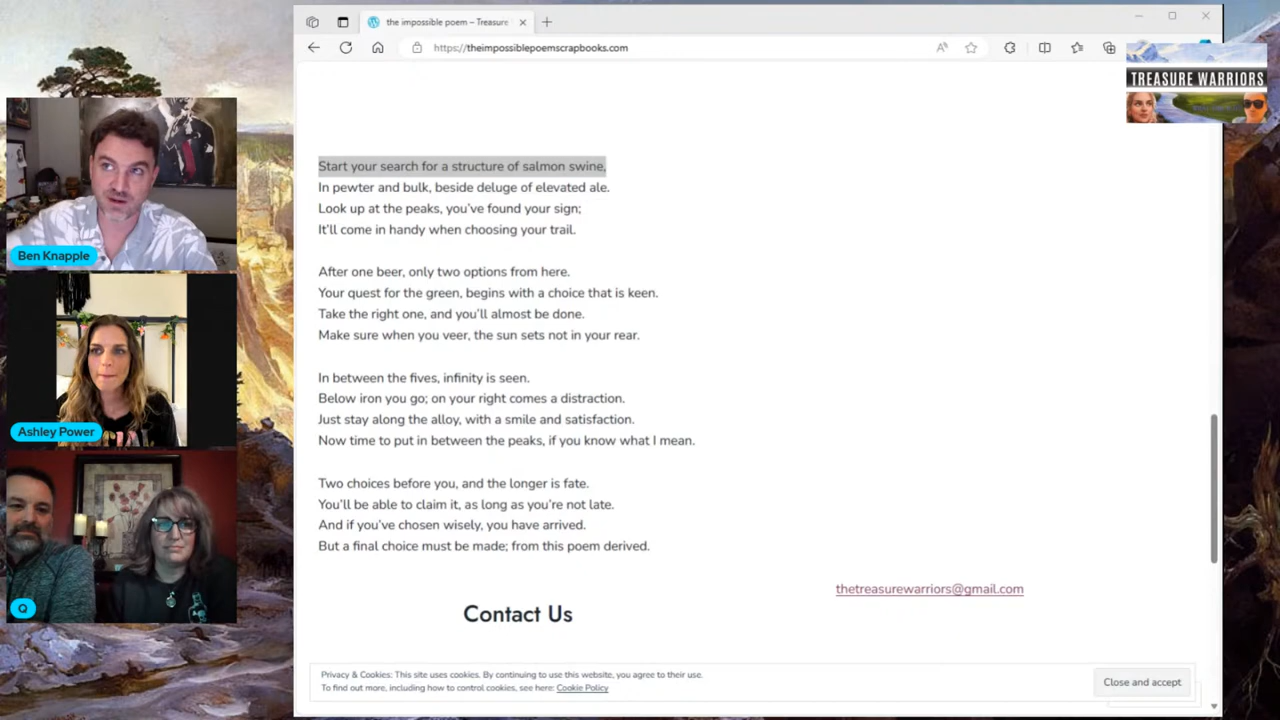 the impossible poem – Treasure
https://theimpossiblepoemscrapbooks.com
TREASURE WARRIORS
Start your search for a structure of salmon swine,
In pewter and bulk, beside deluge of elevated ale.
Look up at the peaks, you've found your sign;
It'll come in handy when choosing your trail.
After one beer, only two options from here.
Your quest for the green, begins with a choice that is keen.
Take the right one, and you'll almost be done.
Make sure when you veer, the sun sets not in your rear.
In between the fives, infinity is seen.
Below iron you go; on your right comes a distraction.
Just stay along the alloy, with a smile and satisfaction.
Now time to put in between the peaks, if you know what I mean.
Two choices before you, and the longer is fate.
You'll be able to claim it, as long as you're not late.
And if you've chosen wisely, you have arrived.
But a final choice must be made; from this poem derived.
thetreasurewarriors@gmail.com
Contact Us
Privacy & Cookies: This site uses cookies. By continuing to use this website, you agree to their use.
To find out more, including how to control cookies, see here: Cookie Policy
Close and accept
Ben Knapple
Ashley Power
Q